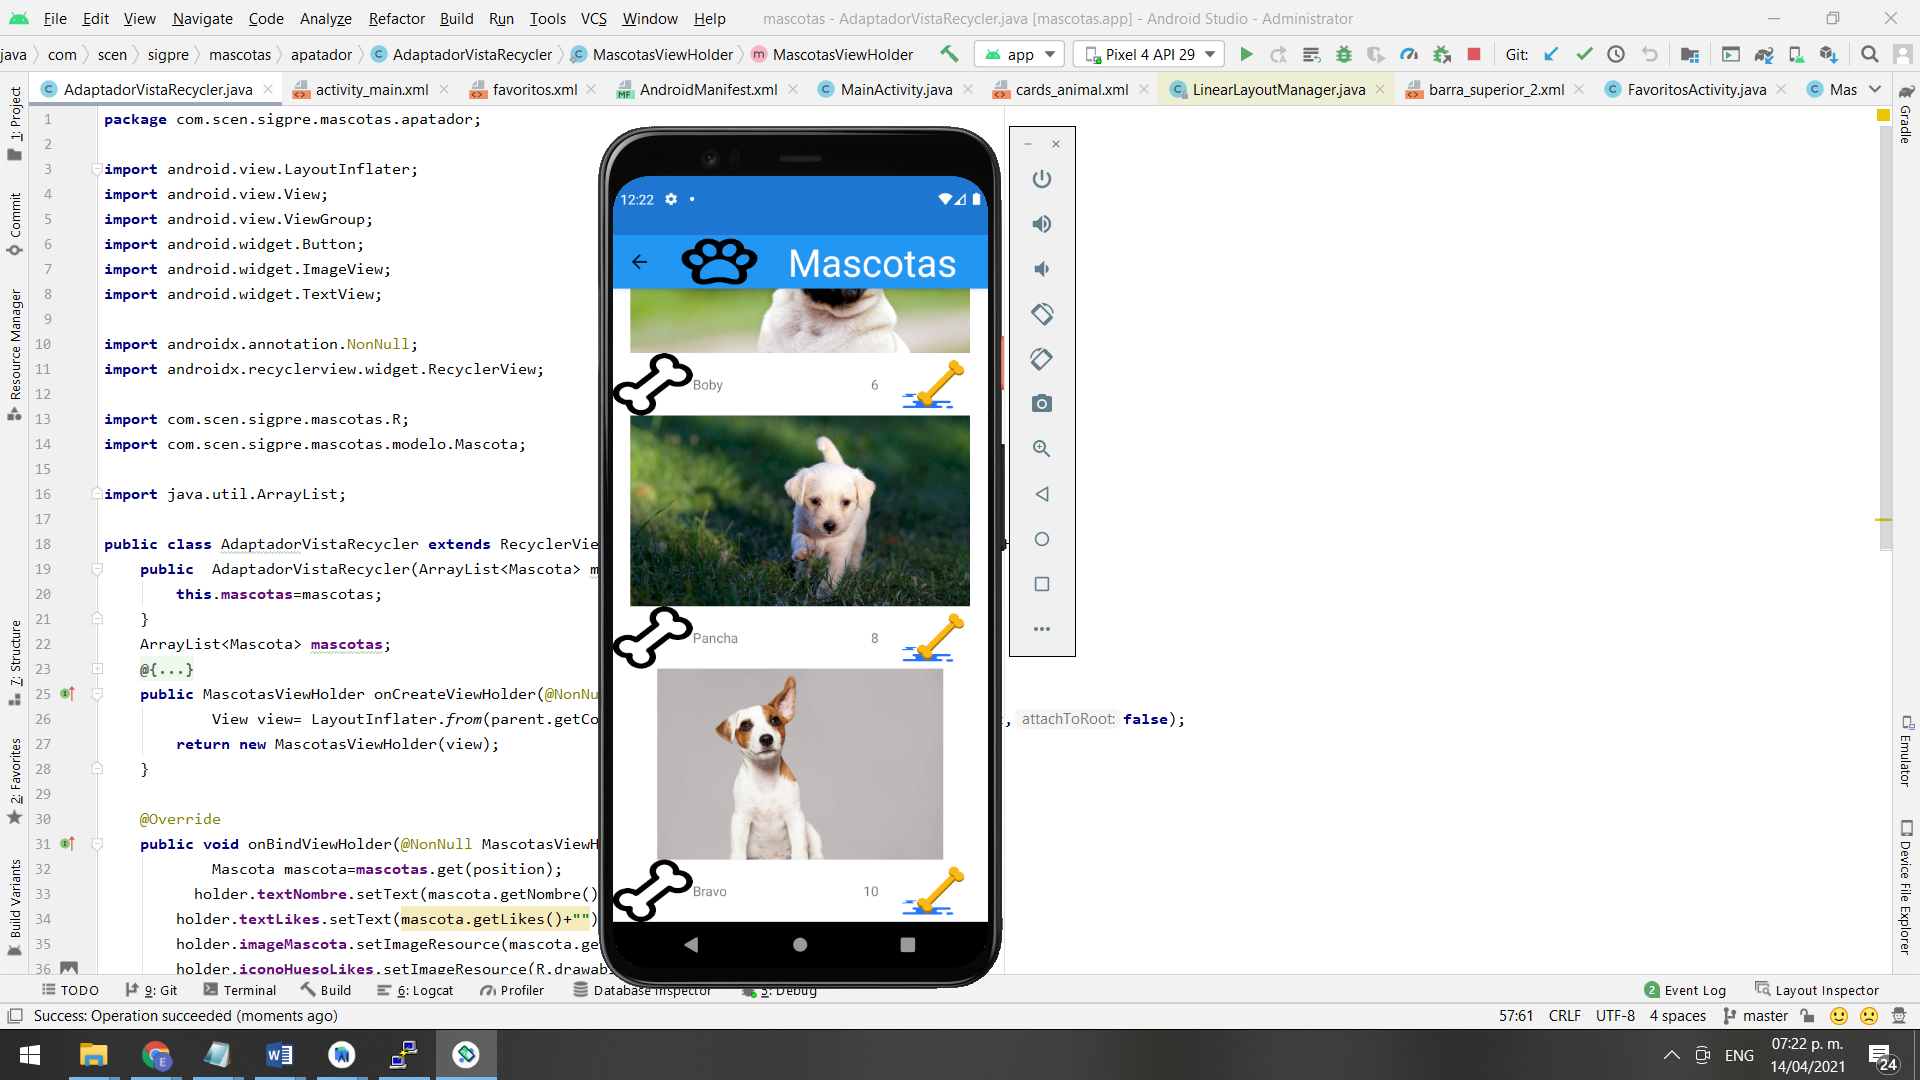 File Edit View Navigate Code Analyze Refactor Build Run Tools VCS Window Help mascotas - AdaptadorVistaRecycler.java [mascotas.app] - Android Studio - Administrator
java com scen sigpre mascotas apatador AdaptadorVistaRecycler MascotasViewHolder MascotasViewHolder app Pixel 4 API 29 Git:
AdaptadorVistaRecycler.java activity_main.xml favoritos.xml AndroidManifest.xml MainActivity.java cards_animal.xml LinearLayoutManager.java barra_superior_2.xml FavoritosActivity.java Mas
1: Project
Commit
Resource Manager
7: Structure
2: Favorites
Build Variants
1 package com.scen.sigpre.mascotas.apatador;
2
3 import android.view.LayoutInflater;
4 import android.view.View;
5 import android.view.ViewGroup;
6 import android.widget.Button;
7 import android.widget.ImageView;
8 import android.widget.TextView;
9
10 import androidx.annotation.NonNull;
11 import androidx.recyclerview.widget.RecyclerView;
12
13 import com.scen.sigpre.mascotas.R;
14 import com.scen.sigpre.mascotas.modelo.Mascota;
15
16 import java.util.ArrayList;
17
18 public class AdaptadorVistaRecycler extends RecyclerVie
19 public AdaptadorVistaRecycler(ArrayList<Mascota> m
20 this.mascotas=mascotas;
21 }
22 ArrayList<Mascota> mascotas;
23 @{...}
25 public MascotasViewHolder onCreateViewHolder(@NonNu
26 View view= LayoutInflater.from(parent.getCo , attachToRoot: false);
27 return new MascotasViewHolder(view);
28 }
29
30 @Override
31 public void onBindViewHolder(@NonNull MascotasViewH
32 Mascota mascota=mascotas.get(position);
33 holder.textNombre.setText(mascota.getNombre()
34 holder.textLikes.setText(mascota.getLikes()+"")
35 holder.imageMascota.setImageResource(mascota.ge
36 holder.iconoHuesoLikes.setImageResource(R.drawab
12:22
Mascotas
Boby 6
Pancha 8
Bravo 10
Gradle
Emulator
Device File Explorer
TODO 9: Git Terminal Build 6: Logcat Profiler Database Inspector 5: Debug 2 Event Log Layout Inspector
Success: Operation succeeded (moments ago) 57:61 CRLF UTF-8 4 spaces master
ENG 07:22 p. m.
14/04/2021
24